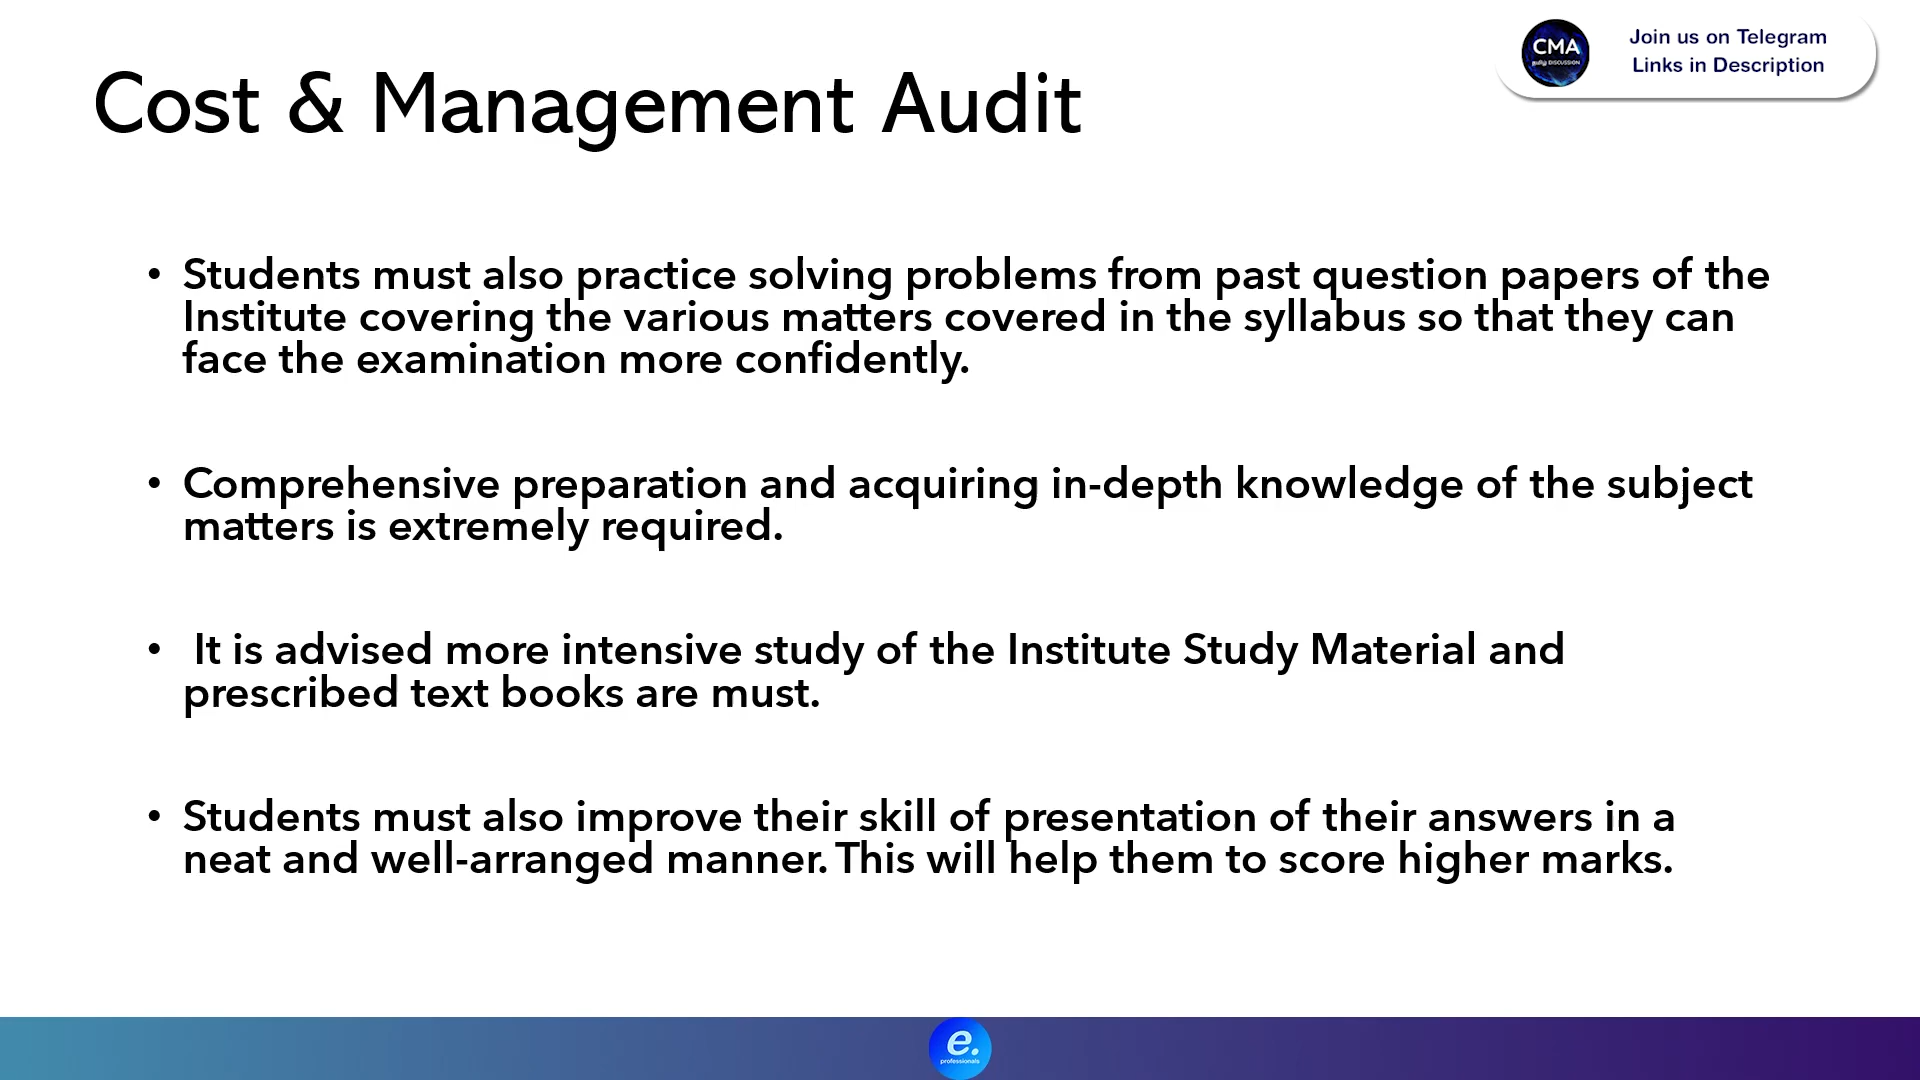 Join us on Telegram
Links in Description
CMA
தமிழ் DISCUSSION
Cost & Management Audit
• Students must also practice solving problems from past question papers of the
Institute covering the various matters covered in the syllabus so that they can
face the examination more confidently.
• Comprehensive preparation and acquiring in-depth knowledge of the subject
matters is extremely required.
• It is advised more intensive study of the Institute Study Material and
prescribed text books are must.
• Students must also improve their skill of presentation of their answers in a
neat and well-arranged manner. This will help them to score higher marks.
e.
professionals